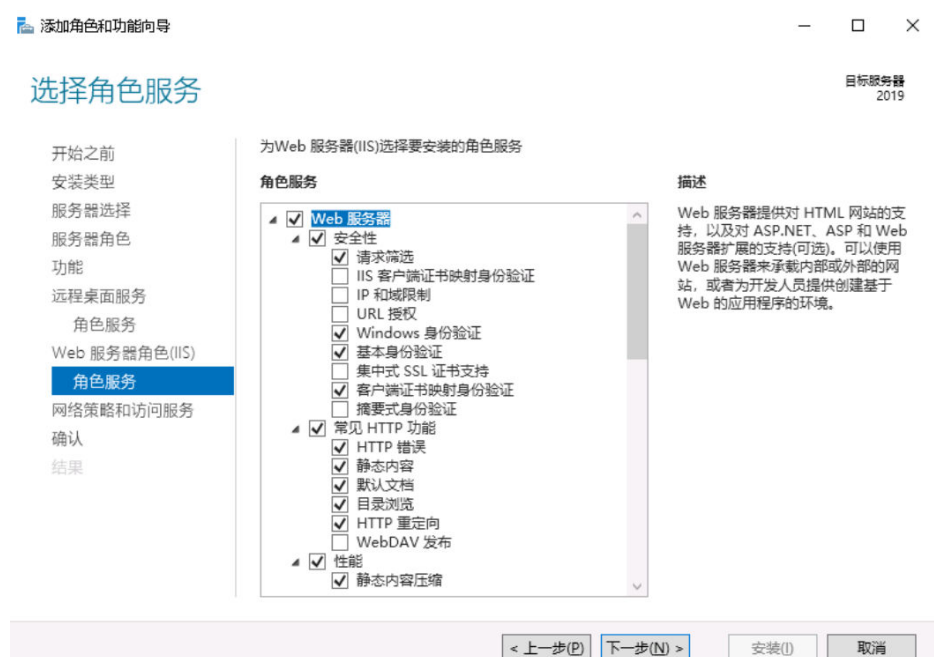 添加角色和功能向导
选择角色服务
目标服务器
2019
开始之前
安装类型
服务器选择
服务器角色
功能
远程桌面服务
角色服务
Web 服务器角色(IIS)
角色服务
网络策略和访问服务
确认
结果
为Web 服务器(IIS)选择要安装的角色服务
角色服务
Web 服务器
安全性
请求筛选
IIS 客户端证书映射身份验证
IP 和域限制
URL 授权
Windows 身份验证
基本身份验证
集中式 SSL 证书支持
客户端证书映射身份验证
摘要式身份验证
常见 HTTP 功能
HTTP 错误
静态内容
默认文档
目录浏览
HTTP 重定向
WebDAV 发布
性能
静态内容压缩
描述
Web 服务器提供对 HTML 网站的支
持，以及对 ASP.NET、ASP 和 Web
服务器扩展的支持(可选)。可以使用
Web 服务器来承载内部或外部的网
站，或者为开发人员提供创建基于
Web 的应用程序的环境。
< 上一步(P)
下一步(N) >
安装(I)
取消